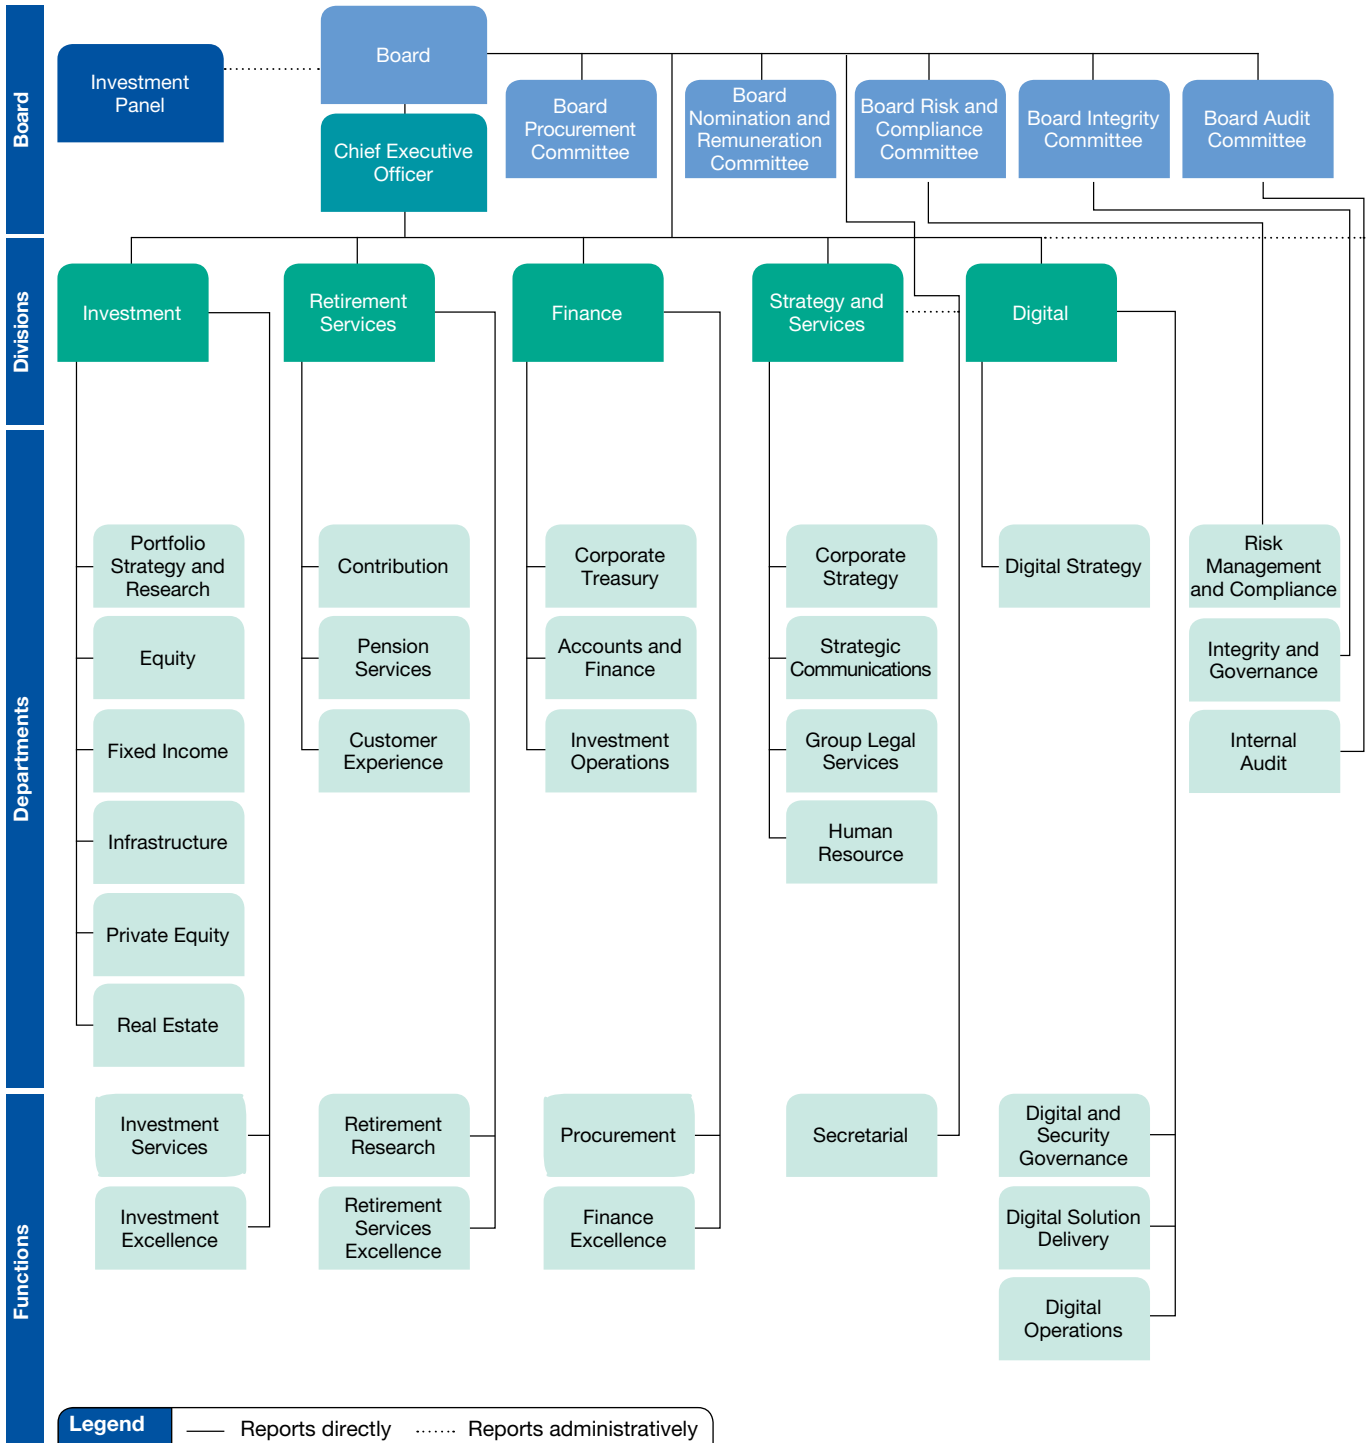 Board
Investment
Panel
Board
Chief Executive
Officer
Board
Procurement
Committee
Board
Nomination and
Remuneration
Committee
Board Risk and
Compliance
Committee
Board Integrity
Committee
Board Audit
Committee
Divisions
Investment
Retirement
Services
Finance
Strategy and
Services
Digital
Departments
Portfolio
Strategy and
Research
Equity
Fixed Income
Infrastructure
Private Equity
Real Estate
Contribution
Pension
Services
Customer
Experience
Corporate
Treasury
Accounts and
Finance
Investment
Operations
Corporate
Strategy
Strategic
Communications
Group Legal
Services
Human
Resource
Digital Strategy
Risk
Management
and Compliance
Integrity and
Governance
Internal
Audit
Functions
Investment
Services
Investment
Excellence
Retirement
Research
Retirement
Services
Excellence
Procurement
Finance
Excellence
Secretarial
Digital and
Security
Governance
Digital Solution
Delivery
Digital
Operations
Legend
Reports directly
Reports administratively